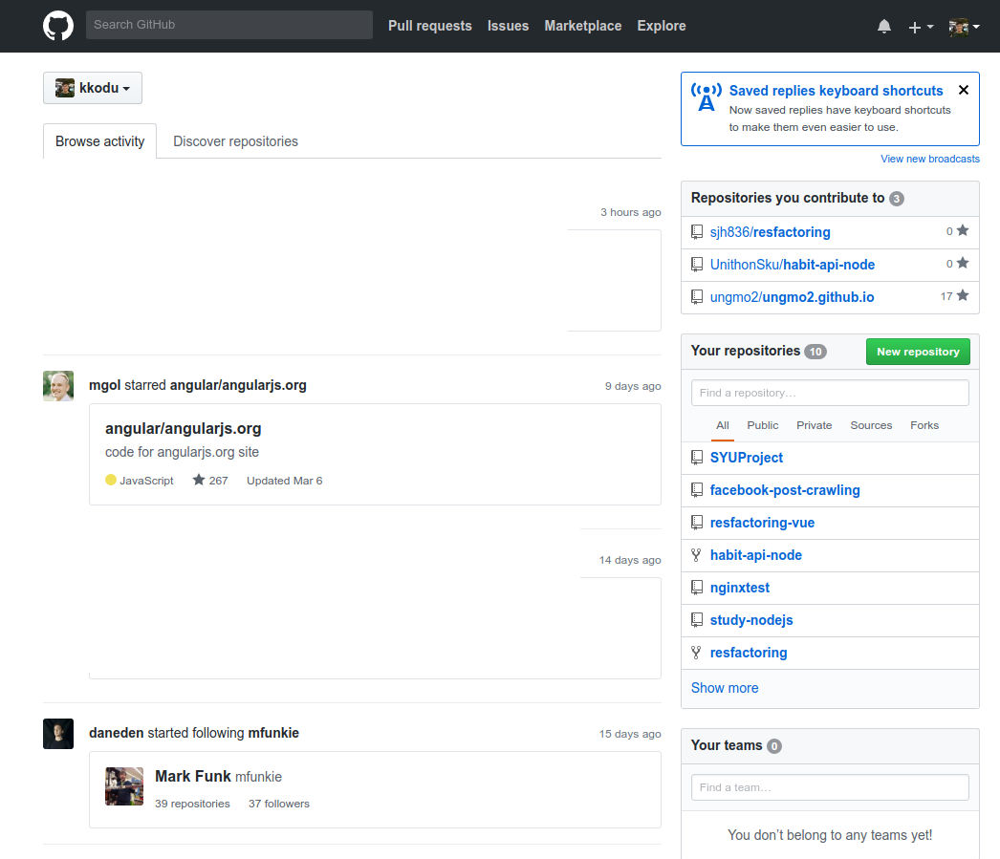 Search GitHub
Pull requests
Issues
Marketplace
Explore
kkodu
Browse activity
Discover repositories
3 hours ago
mgol starred angular/angularjs.org
9 days ago
angular/angularjs.org
code for angularjs.org site
JavaScript
267
Updated Mar 6
14 days ago
daneden started following mfunkie
15 days ago
Mark Funk mfunkie
39 repositories
37 followers
Saved replies keyboard shortcuts
Now saved replies have keyboard shortcuts
to make them even easier to use.
View new broadcasts
Repositories you contribute to 3
sjh836/resfactoring
0
UnithonSku/habit-api-node
0
ungmo2/ungmo2.github.io
17
Your repositories 10
New repository
Find a repository…
All
Public
Private
Sources
Forks
SYUProject
facebook-post-crawling
resfactoring-vue
habit-api-node
nginxtest
study-nodejs
resfactoring
Show more
Your teams 0
Find a team…
You don’t belong to any teams yet!